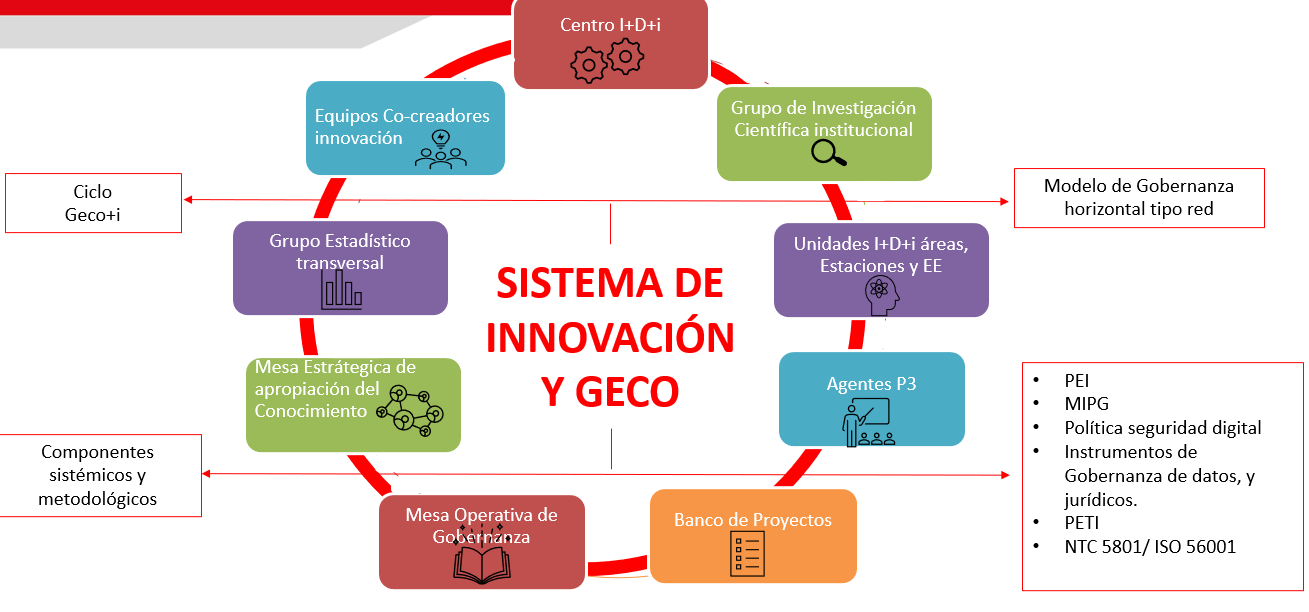 Centro I+D+i
Grupo de Investigación
Científica institucional
Equipos Co-creadores
innovación
Ciclo
Geco+i
Modelo de Gobernanza
horizontal tipo red
Grupo Estadístico
transversal
Unidades I+D+i áreas,
Estaciones y EE
SISTEMA DE
INNOVACIÓN
Y GECO
Mesa Estrátegica de
apropiación del
Conocimiento
Agentes P3
Componentes
sistémicos y
metodológicos
• PEI
• MIPG
• Política seguridad digital
• Instrumentos de
Gobernanza de datos, y
jurídicos.
• PETI
• NTC 5801/ ISO 56001
Mesa Operativa de
Gobernanza
Banco de Proyectos